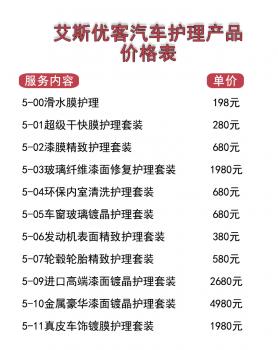 艾斯优客汽车护理产品
价格表
服务内容 单价
5-00滑水膜护理 198元
5-01超级干快膜护理套装 280元
5-02漆膜精致护理套装 680元
5-03玻璃纤维漆面修复护理套装 1980元
5-04环保内室清洗护理套装 680元
5-05车窗玻璃镀晶护理套装 680元
5-06发动机表面精致护理套装 380元
5-07轮毂轮胎精致护理套装 580元
5-09进口高端漆面镀晶护理套装 2680元
5-10金属豪华漆面镀晶护理套装 4980元
5-11真皮车饰镀膜护理套装 1980元